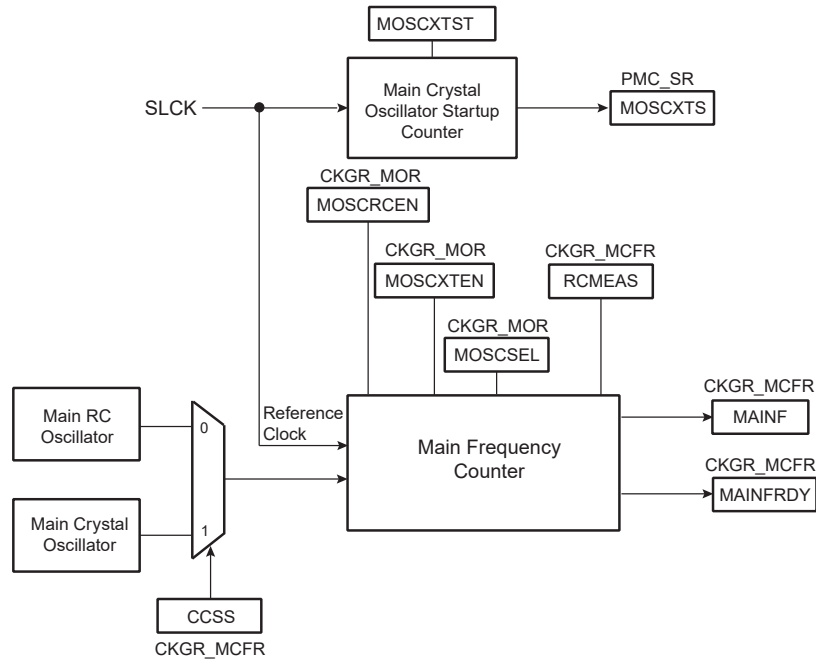 MOSCXTST
SLCK
Main Crystal
Oscillator Startup
Counter
PMC_SR
MOSCXTS
CKGR_MOR
MOSCRCEN
CKGR_MOR
MOSCXTEN
CKGR_MCFR
RCMEAS
CKGR_MOR
MOSCSEL
Main RC
Oscillator
0
Reference
Clock
Main Frequency
Counter
CKGR_MCFR
MAINF
CKGR_MCFR
MAINFRDY
Main Crystal
Oscillator
1
CCSS
CKGR_MCFR